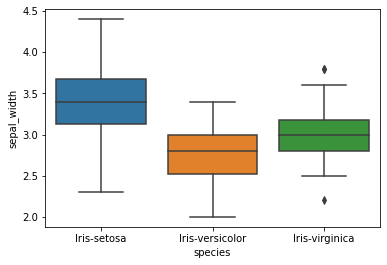 4.5
4.0
3.5
3.0
2.5
2.0
sepal_width
Iris-setosa
Iris-versicolor
Iris-virginica
species